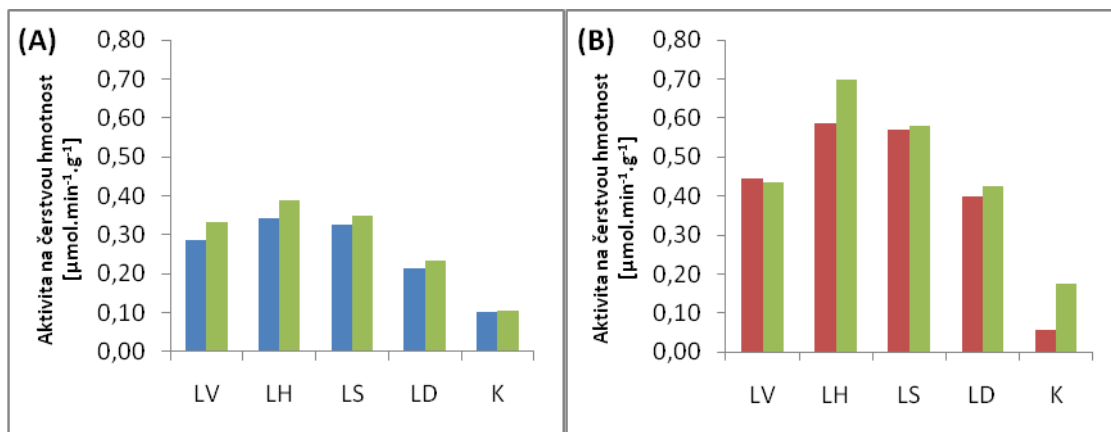 (A)
Aktivita na čerstvou hmotnost
[µmol.min⁻¹.g⁻¹]
0,80
0,70
0,60
0,50
0,40
0,30
0,20
0,10
0,00
LV LH LS LD K
(B)
Aktivita na čerstvou hmotnost
[µmol.min⁻¹.g⁻¹]
0,80
0,70
0,60
0,50
0,40
0,30
0,20
0,10
0,00
LV LH LS LD K